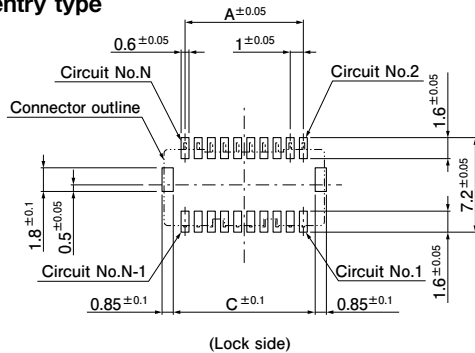 entry type
A±0.05
0.6±0.05
1±0.05
Circuit No.N
Circuit No.2
Connector outline
1.6±0.05
7.2±0.05
1.8±0.1
0.5±0.05
Circuit No.N-1
Circuit No.1
1.6±0.05
0.85±0.1
C±0.1
0.85±0.1
(Lock side)